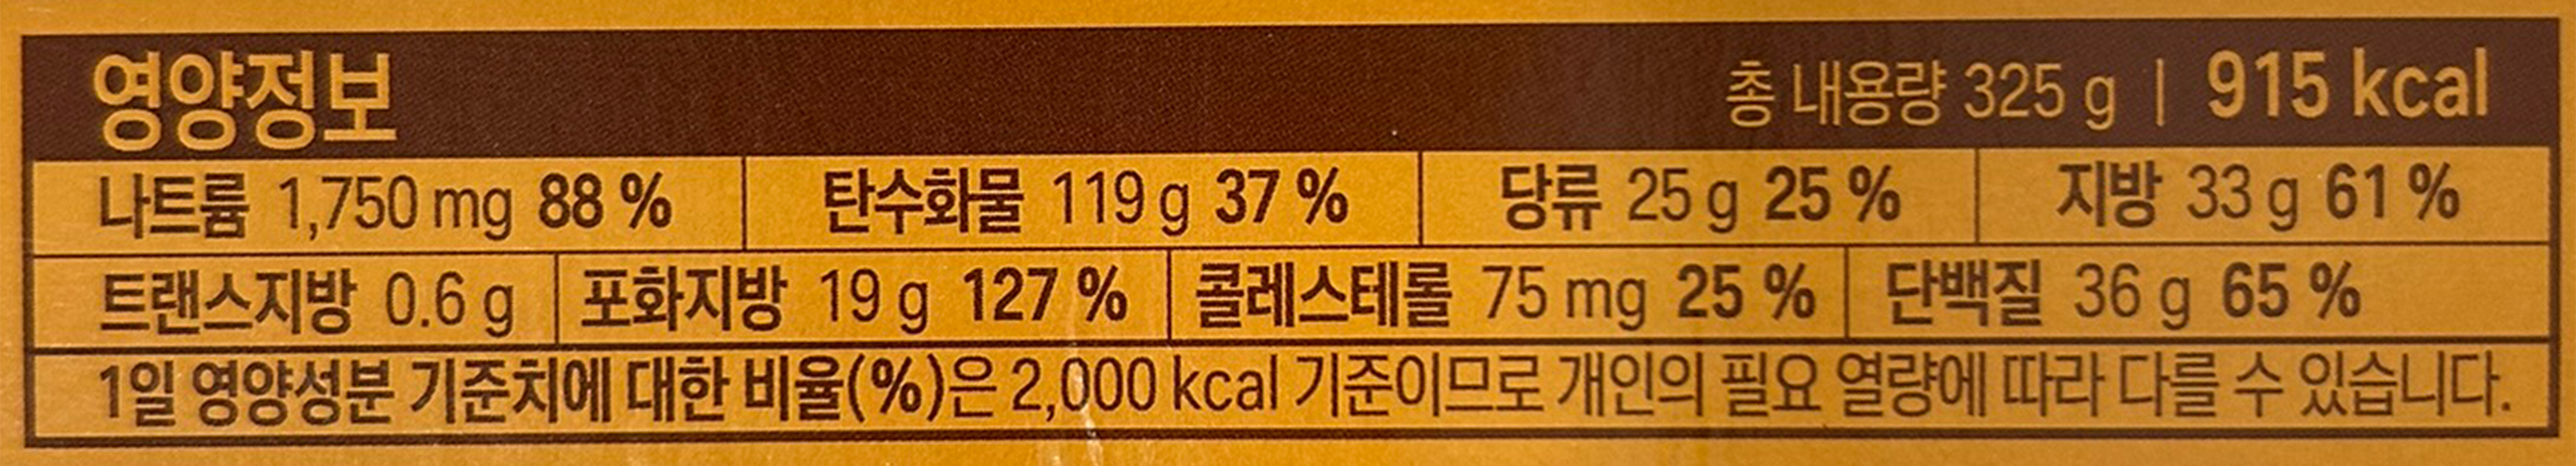 영양정보 총 내용량 325 g | 915 kcal
나트륨 1,750 mg 88 % 탄수화물 119 g 37 % 당류 25 g 25 % 지방 33 g 61 %
트랜스지방 0.6 g 포화지방 19 g 127 % 콜레스테롤 75 mg 25 % 단백질 36 g 65 %
1일 영양성분 기준치에 대한 비율(%)은 2,000 kcal 기준이므로 개인의 필요 열량에 따라 다를 수 있습니다.